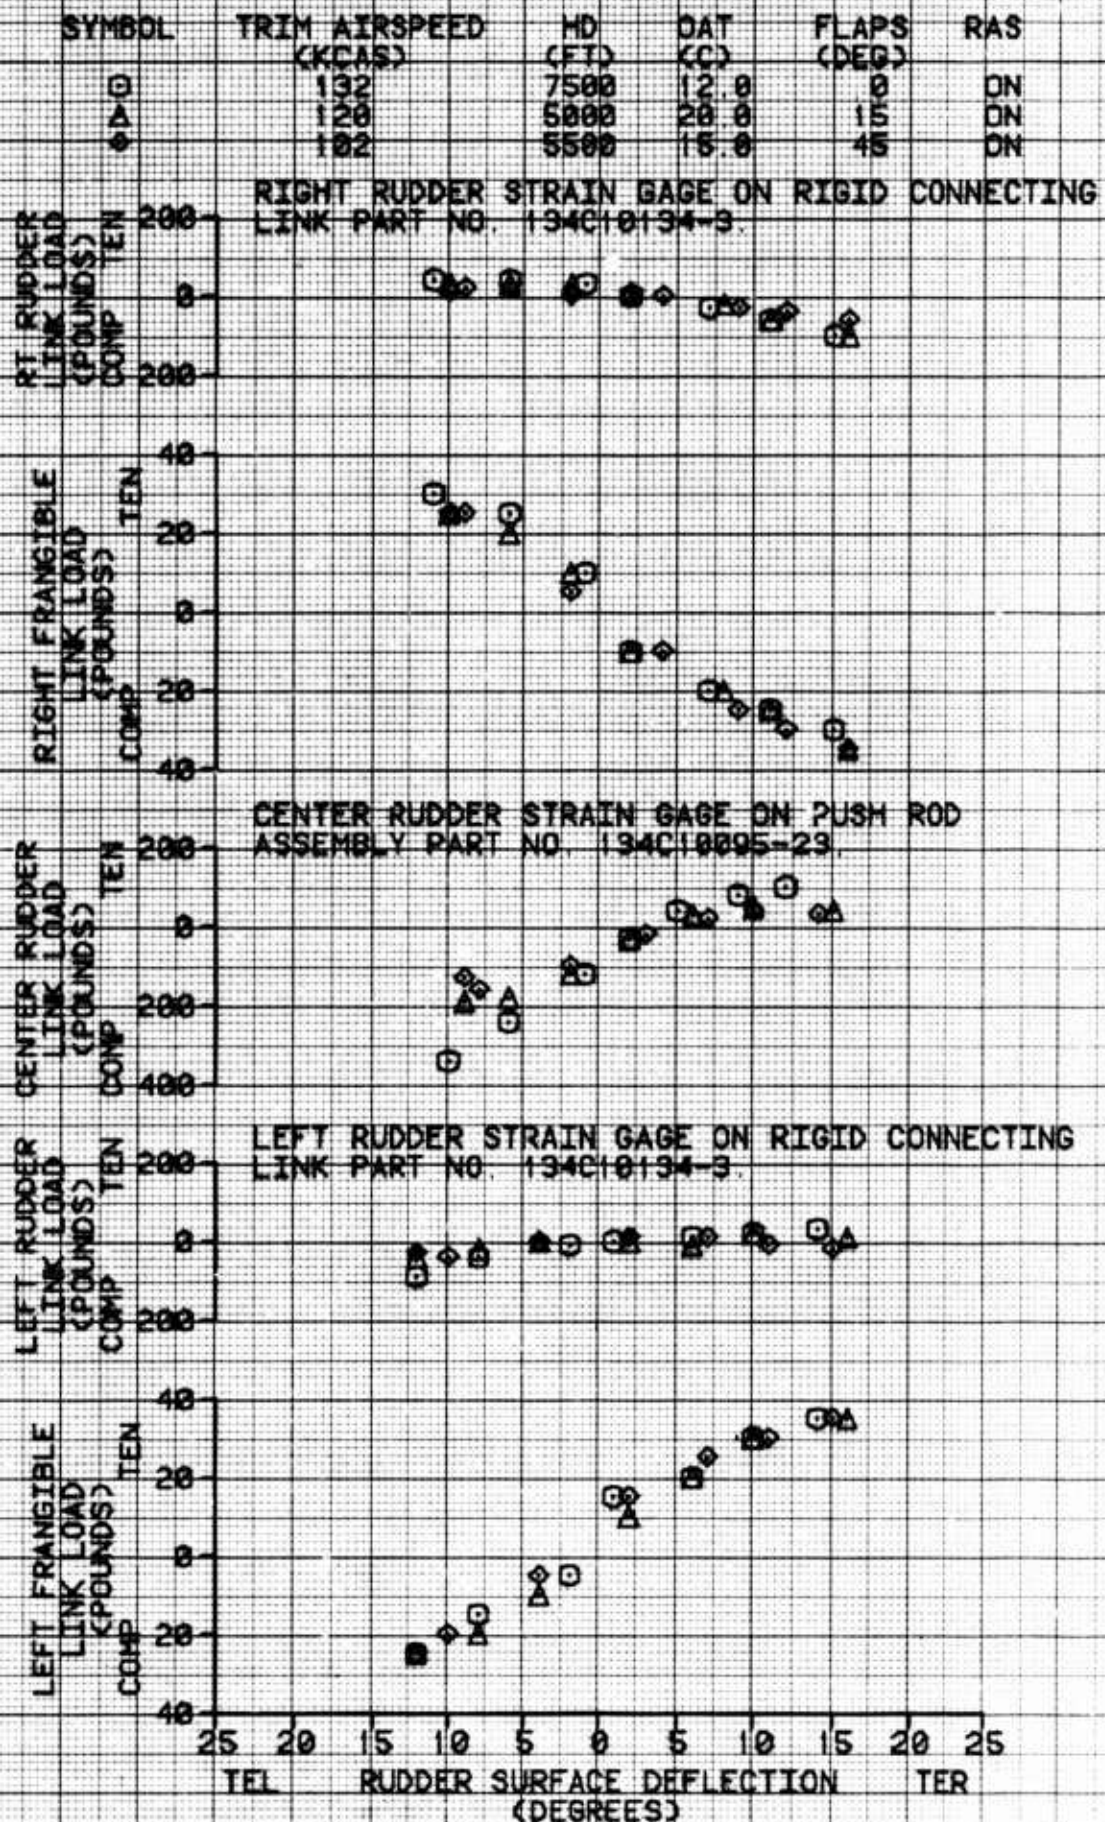 SYMBOL TRIM AIRSPEED HD OAT FLAPS RAS
(KCAS) (FT) (C) (DEG)
132 7500 12.0 0 ON
120 5000 20.0 15 ON
102 5500 15.0 45 ON
RIGHT RUDDER STRAIN GAGE ON RIGID CONNECTING
LINK PART NO. 134C10134-3.
RT RUDDER
LINK LOAD
(POUNDS)
COMP TEN
200
0
200
RIGHT FRANGIBLE
LINK LOAD
(POUNDS)
COMP TEN
40
20
0
20
40
CENTER RUDDER STRAIN GAGE ON PUSH ROD
ASSEMBLY PART NO. 134C10095-23.
CENTER RUDDER
LINK LOAD
(POUNDS)
COMP TEN
200
0
200
400
LEFT RUDDER STRAIN GAGE ON RIGID CONNECTING
LINK PART NO. 134C10134-3.
LEFT RUDDER
LINK LOAD
(POUNDS)
COMP TEN
200
0
200
LEFT FRANGIBLE
LINK LOAD
(POUNDS)
COMP TEN
40
20
0
20
40
25 20 15 10 5 0 5 10 15 20 25
TEL RUDDER SURFACE DEFLECTION TER
(DEGREES)